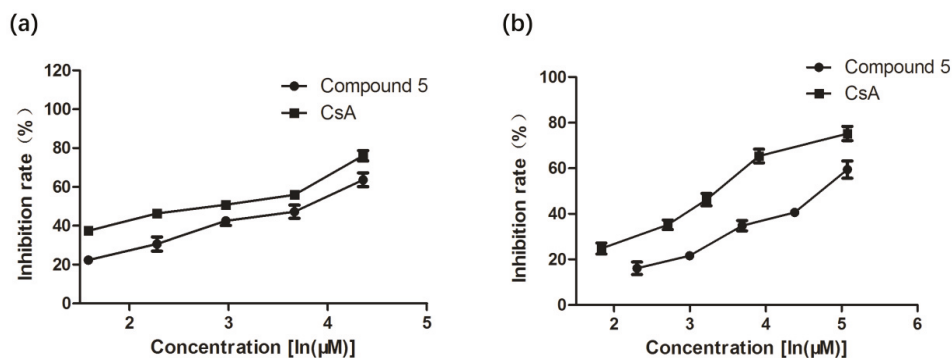 (a)
120
100
80
60
40
20
0
Inhibition rate（%）
Compound 5
CsA
2 3 4 5
Concentration [ln(μM)]
(b)
100
80
60
40
20
0
Inhibition rate（%）
Compound 5
CsA
2 3 4 5 6
Concentration [ln(μM)]